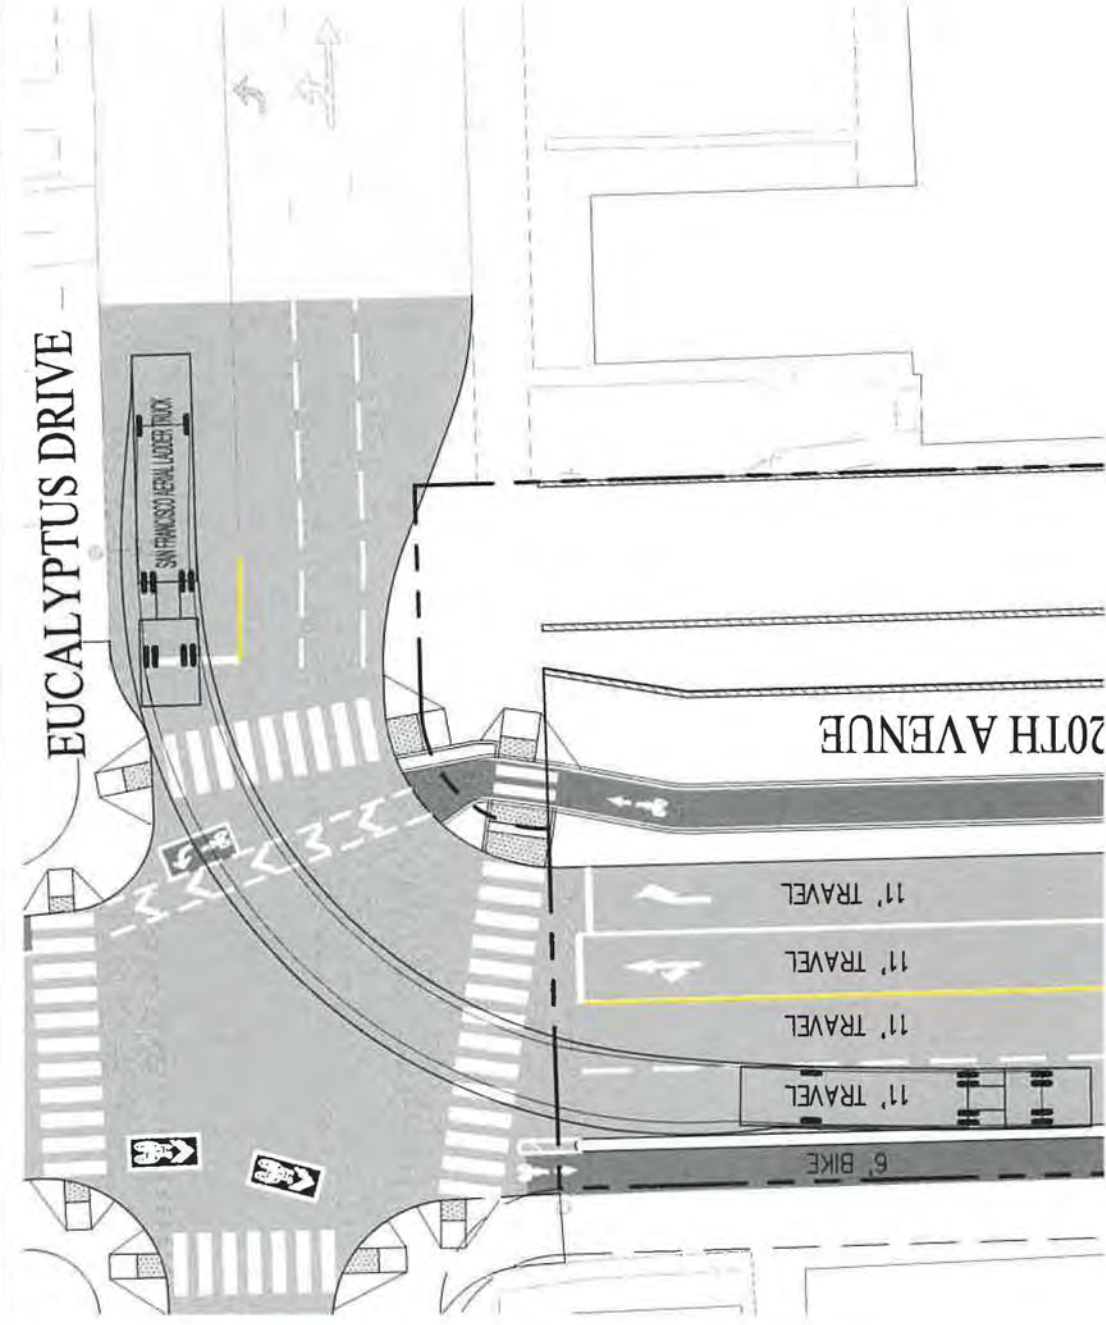 EUCALYPTUS DRIVE
SAN FRANCISCO AERIAL LADDER TRUCK
20TH AVENUE
11' TRAVEL
11' TRAVEL
11' TRAVEL
11' TRAVEL
6' BIKE